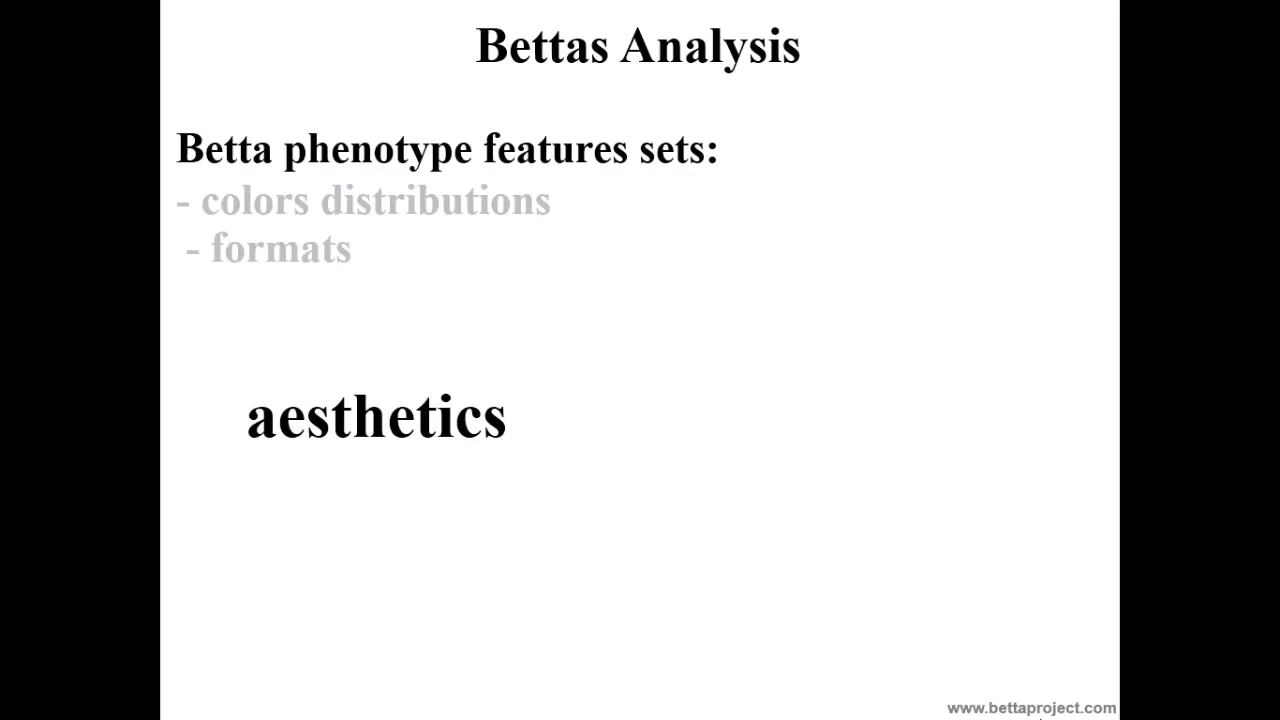 Bettas Analysis
Betta phenotype features sets:
- colors distributions
- formats
aesthetics
www.bettaproject.com